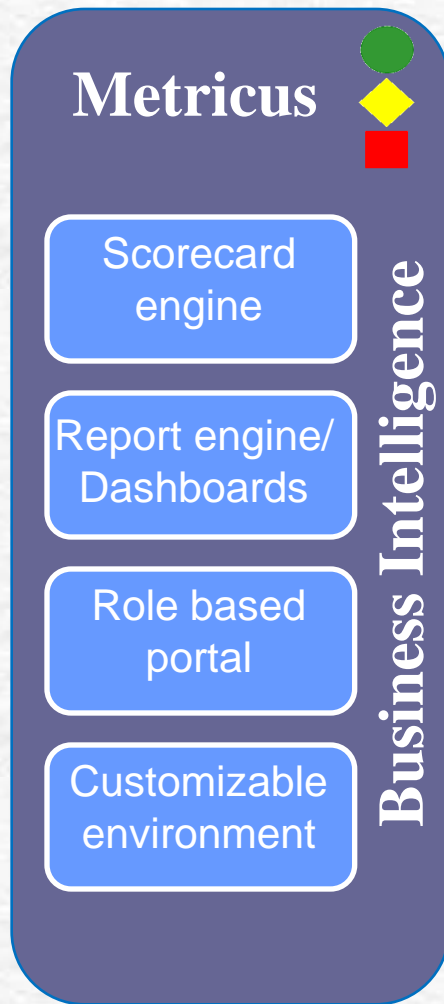 Metricus
Scorecard
engine
Report engine/
Dashboards
Role based
portal
Customizable
environment
Business Intelligence